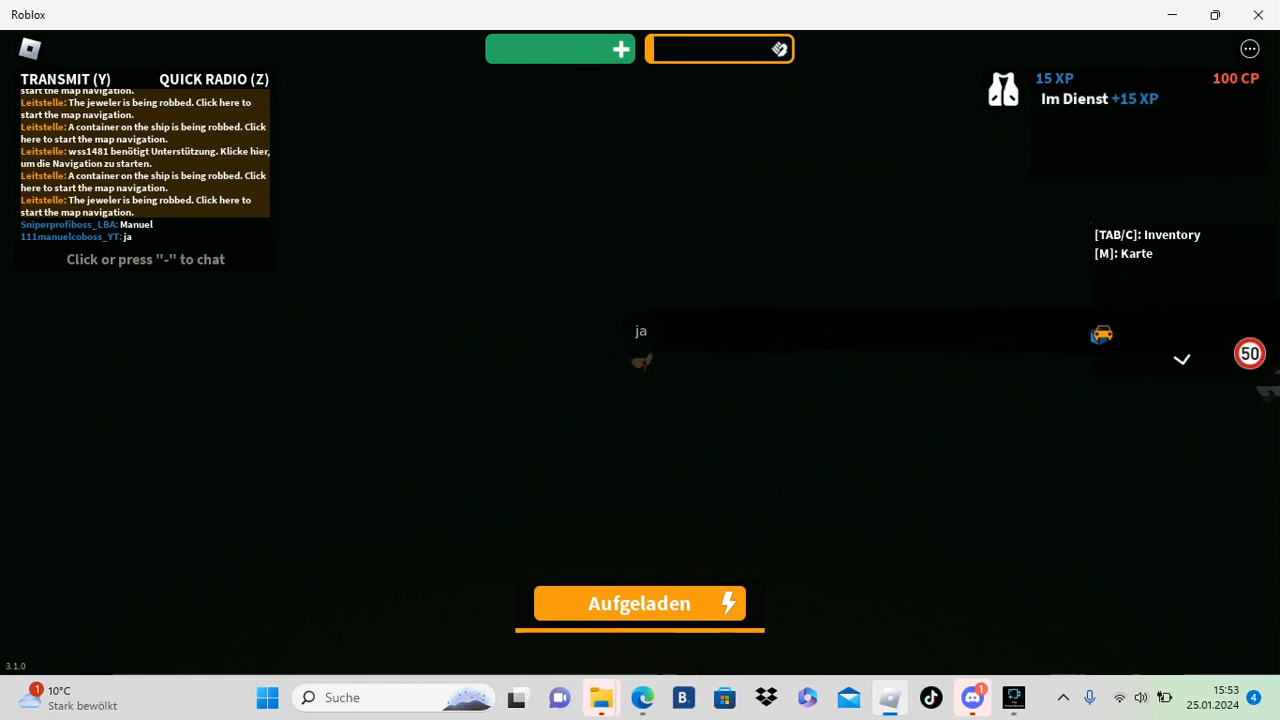 Roblox
TRANSMIT (Y) QUICK RADIO (Z)
start the map navigation.
Leitstelle: The jeweler is being robbed. Click here to
start the map navigation.
Leitstelle: A container on the ship is being robbed. Click
here to start the map navigation.
Leitstelle: wss1481 benötigt Unterstützung. Klicke hier,
um die Navigation zu starten.
Leitstelle: A container on the ship is being robbed. Click
here to start the map navigation.
Leitstelle: The jeweler is being robbed. Click here to
start the map navigation.
Sniperprofiboss_LBA: Manuel
111manuelcoboss_YT: ja
Click or press "-" to chat
15 XP 100 CP
Im Dienst +15 XP
[TAB/C]: Inventory
[M]: Karte
ja
50
Aufgeladen
3.1.0
1
10°C
Stark bewölkt
Suche
B.
1
15:53
25.01.2024
4